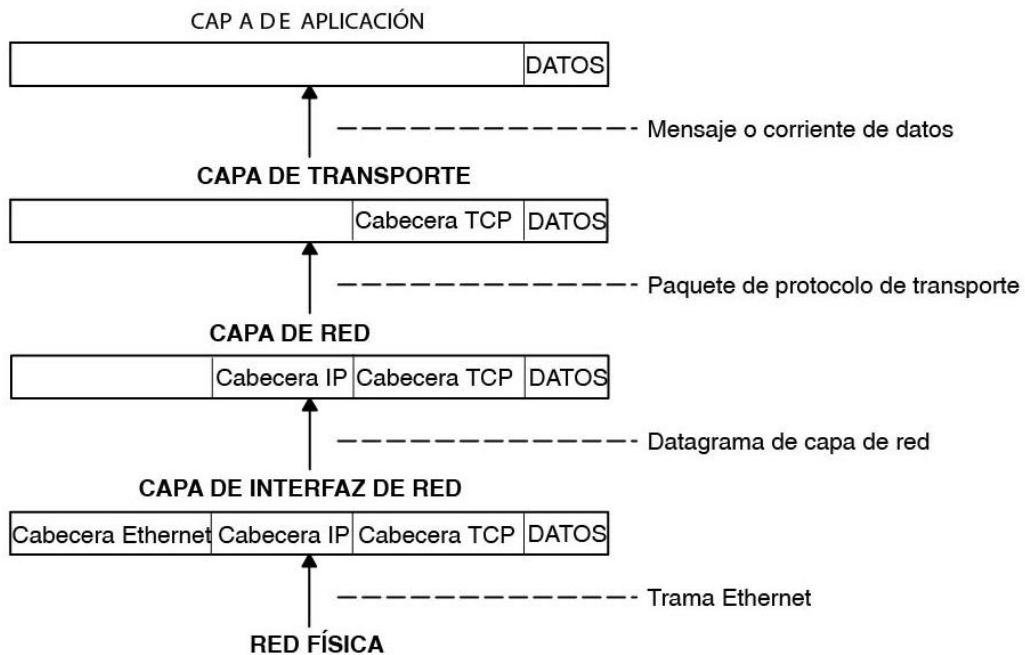 CAP A D E APLICACIÓN
DATOS
Mensaje o corriente de datos
CAPA DE TRANSPORTE
Cabecera TCP DATOS
Paquete de protocolo de transporte
CAPA DE RED
Cabecera IP Cabecera TCP DATOS
Datagrama de capa de red
CAPA DE INTERFAZ DE RED
Cabecera Ethernet Cabecera IP Cabecera TCP DATOS
Trama Ethernet
RED FÍSICA